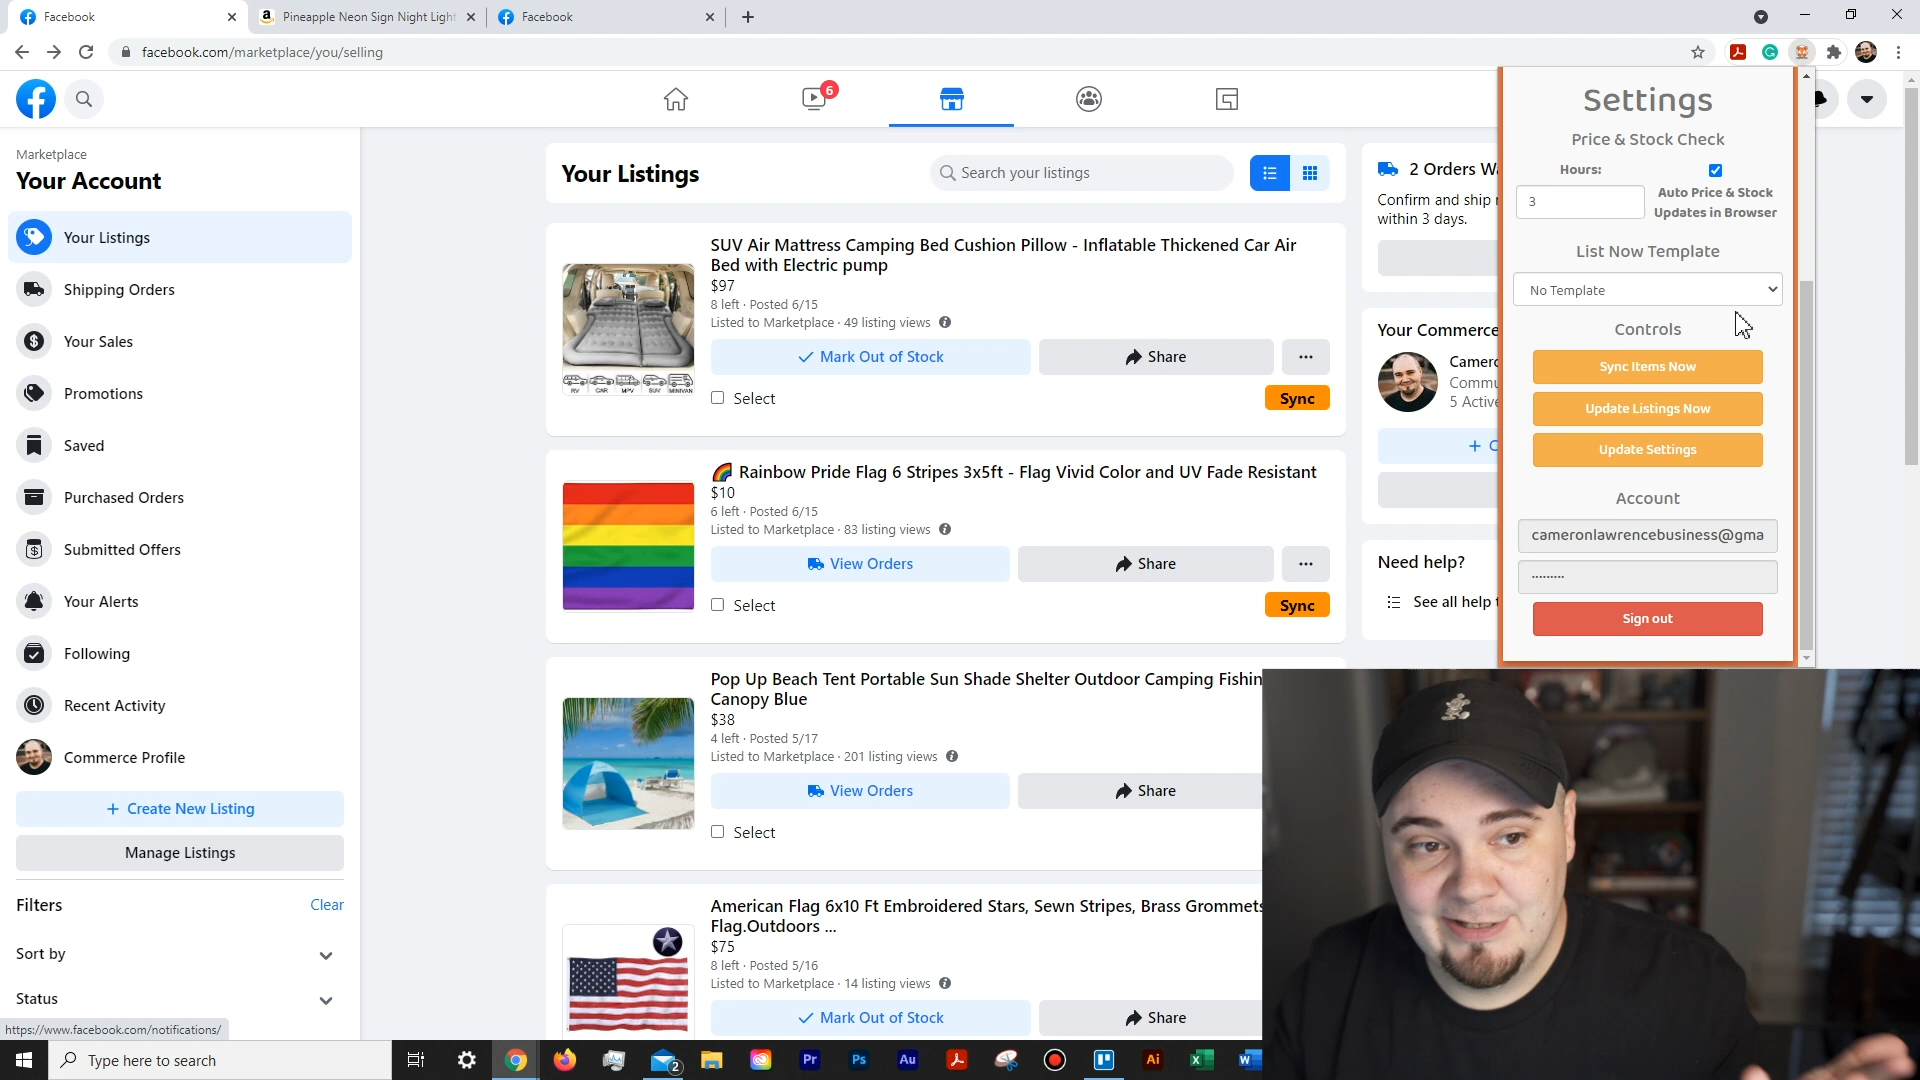 Facebook
Pineapple Neon Sign Night Light
Facebook
facebook.com/marketplace/you/selling
6
Marketplace
Your Account
Your Listings
Shipping Orders
Your Sales
Promotions
Saved
Purchased Orders
Submitted Offers
Your Alerts
Following
Recent Activity
Commerce Profile
+ Create New Listing
Manage Listings
Filters
Clear
Sort by
Status
https://www.facebook.com/notifications/
Your Listings
Search your listings
SUV Air Mattress Camping Bed Cushion Pillow - Inflatable Thickened Car Air
Bed with Electric pump
$97
8 left · Posted 6/15
Listed to Marketplace · 49 listing views
Mark Out of Stock
Share
Select
Sync
RV CAR MPV SUV MINIVAN
Rainbow Pride Flag 6 Stripes 3x5ft - Flag Vivid Color and UV Fade Resistant
$10
6 left · Posted 6/15
Listed to Marketplace · 83 listing views
View Orders
Share
Select
Sync
Pop Up Beach Tent Portable Sun Shade Shelter Outdoor Camping Fishin
Canopy Blue
$38
4 left · Posted 5/17
Listed to Marketplace · 201 listing views
View Orders
Share
Select
American Flag 6x10 Ft Embroidered Stars, Sewn Stripes, Brass Grommets
Flag.Outdoors ...
$75
8 left · Posted 5/16
Listed to Marketplace · 14 listing views
Mark Out of Stock
Share
2 Orders Wa
Confirm and ship
within 3 days.
Your Commerce
Camero
Commu
5 Active
+ C
Need help?
See all help
Settings
Price & Stock Check
Hours:
3
Auto Price & Stock
Updates in Browser
List Now Template
No Template
Controls
Sync Items Now
Update Listings Now
Update Settings
Account
cameronlawrencebusiness@gma
Sign out
Type here to search
2
Pr
Ps
Au
Ai